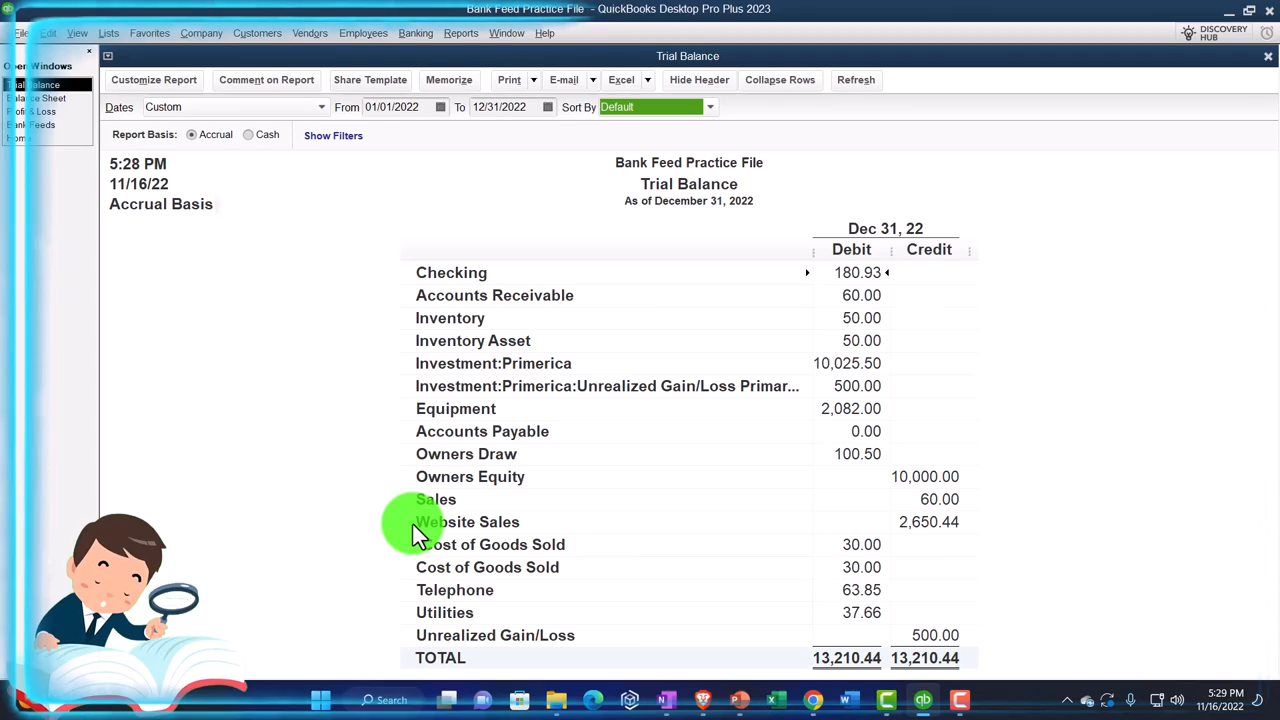 Bank Feed Practice File - QuickBooks Desktop Pro Plus 2023
File Edit View Lists Favorites Company Customers Vendors Employees Banking Reports Window Help
DISCOVERY HUB
Trial Balance
Open Windows
Trial Balance
Balance Sheet
Profit & Loss
Bank Feeds
Home
Customize Report Comment on Report Share Template Memorize Print E-mail Excel Hide Header Collapse Rows Refresh
Dates Custom From 01/01/2022 To 12/31/2022 Sort By Default
Report Basis: Accrual Cash Show Filters
5:28 PM
11/16/22
Accrual Basis
Bank Feed Practice File
Trial Balance
As of December 31, 2022
Dec 31, 22
Debit Credit
Checking 180.93
Accounts Receivable 60.00
Inventory 50.00
Inventory Asset 50.00
Investment:Primerica 10,025.50
Investment:Primerica:Unrealized Gain/Loss Primar... 500.00
Equipment 2,082.00
Accounts Payable 0.00
Owners Draw 100.50
Owners Equity 10,000.00
Sales 60.00
Website Sales 2,650.44
Cost of Goods Sold 30.00
Cost of Goods Sold 30.00
Telephone 63.85
Utilities 37.66
Unrealized Gain/Loss 500.00
TOTAL 13,210.44 13,210.44
Search
5:29 PM
11/16/2022